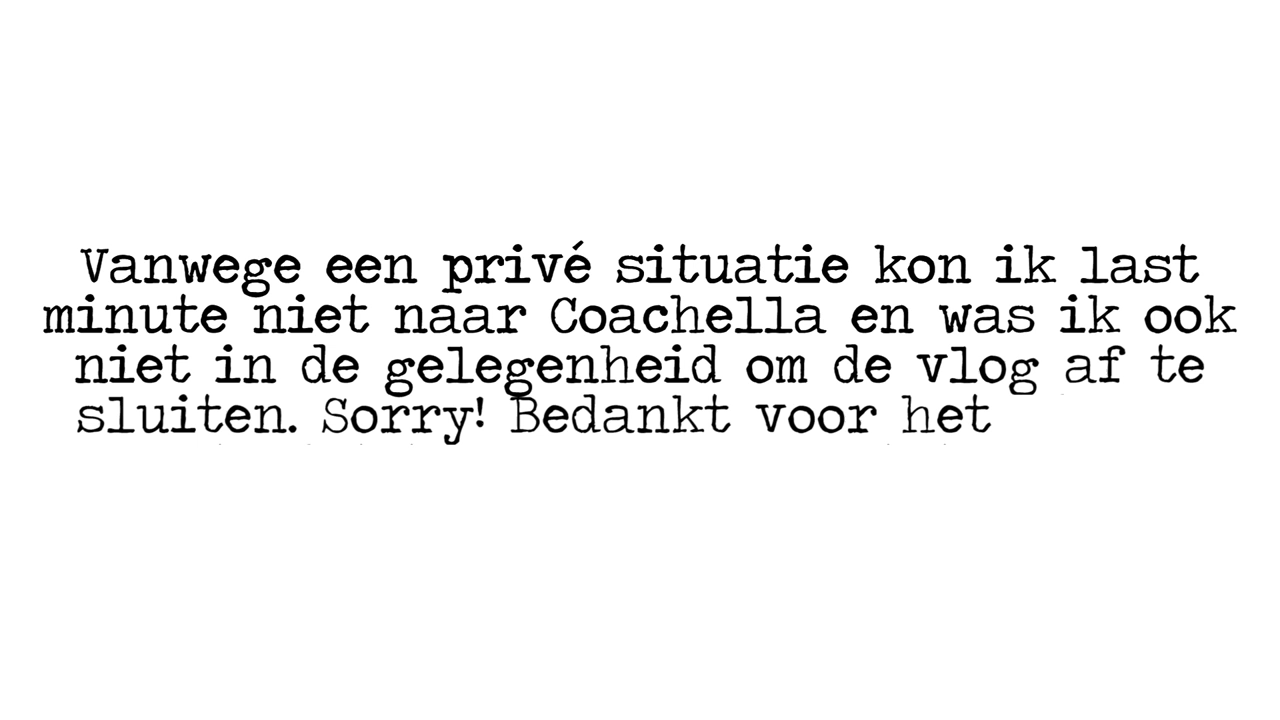 Vanwege een privé situatie kon ik last
minute niet naar Coachella en was ik ook
niet in de gelegenheid om de vlog af te
sluiten. Sorry! Bedankt voor het